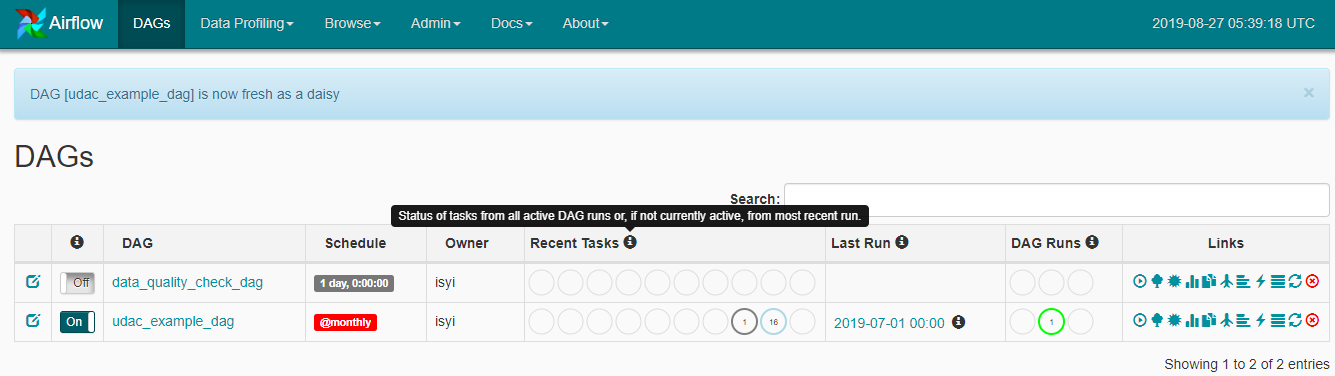 Airflow DAGs Data Profiling Browse Admin Docs About 2019-08-27 05:39:18 UTC
DAG [udac_example_dag] is now fresh as a daisy ×
DAGs
Search:
Status of tasks from all active DAG runs or, if not currently active, from most recent run.
DAG Schedule Owner Recent Tasks Last Run DAG Runs Links
Off data_quality_check_dag 1 day, 0:00:00 isyi
On udac_example_dag @monthly isyi 1 16 2019-07-01 00:00 1
Showing 1 to 2 of 2 entries